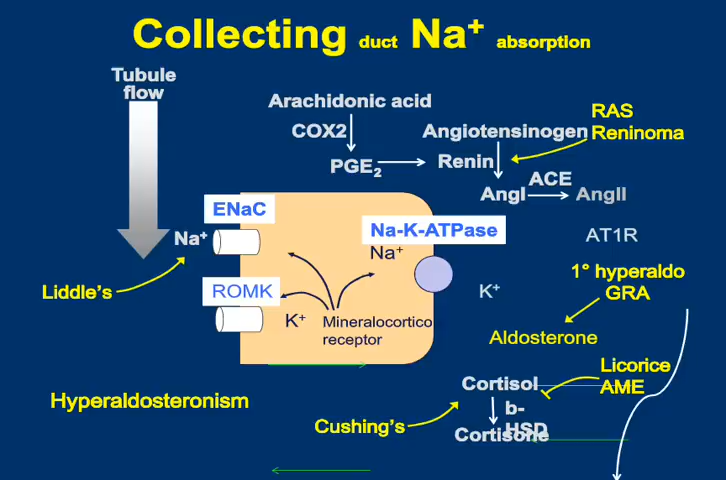 Collecting duct Na+ absorption
Tubule
flow
Arachidonic acid
COX2
PGE2
Angiotensinogen
Renin
RAS
Reninoma
AngI
ACE
AngII
AT1R
ENaC
Na+
Na-K-ATPase
Na+
Liddle's
ROMK
K+
Mineralocortico
receptor
K+
1° hyperaldo
GRA
Aldosterone
Hyperaldosteronism
Cortisol
Licorice
AME
Cushing's
b-
HSD
Cortisone